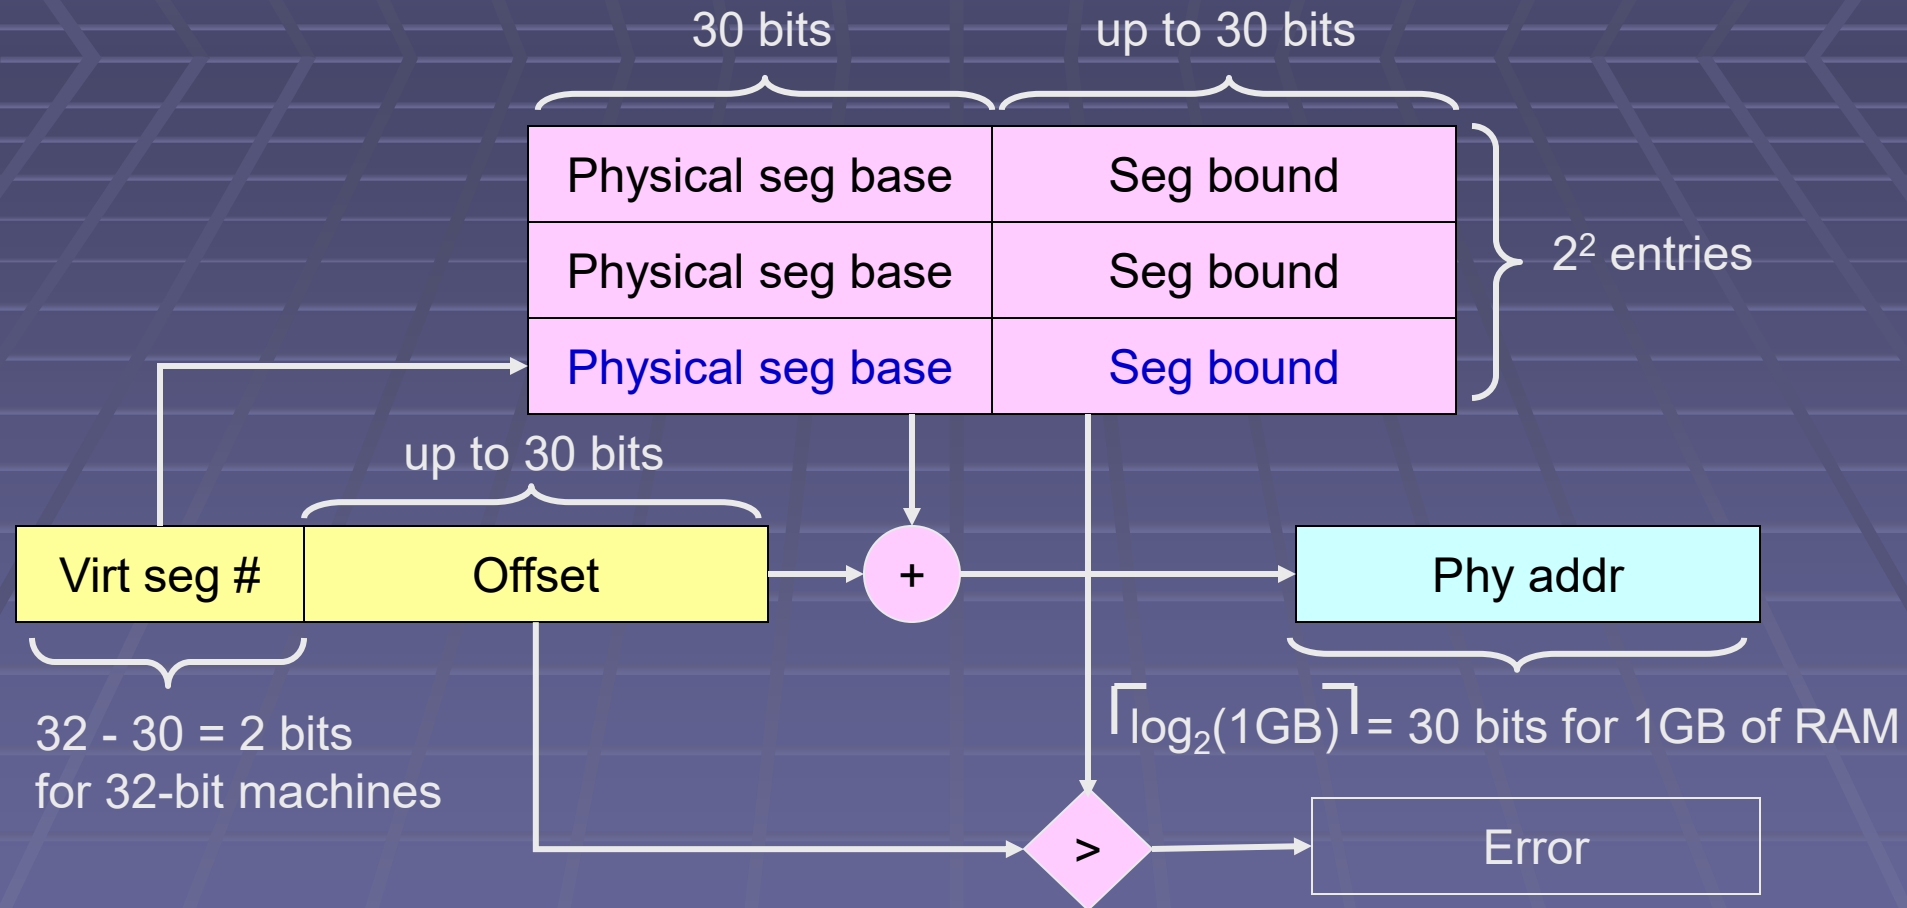 30 bits
up to 30 bits
Physical seg base
Seg bound
Physical seg base
Seg bound
2² entries
Physical seg base
Seg bound
up to 30 bits
Virt seg #
Offset
+
Phy addr
32 - 30 = 2 bits
for 32-bit machines
⌈log₂(1GB)⌉ = 30 bits for 1GB of RAM
>
Error